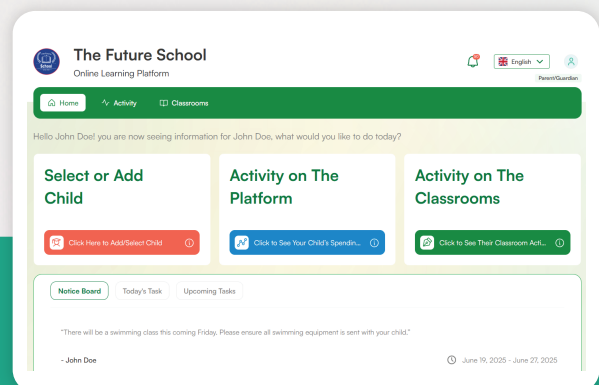 The Future School
School
Online Learning Platform
English
Parent/Guardian
Home
Activity
Classrooms
Hello John Doe! you are now seeing information for John Doe, what would you like to do today?
Select or Add
Child
Click Here to Add/Select Child
Activity on The
Platform
Click to See Your Child's Spendin...
Activity on The
Classrooms
Click to See Their Classroom Acti...
Notice Board
Today's Task
Upcoming Tasks
"There will be a swimming class this coming Friday. Please ensure all swimming equipment is sent with your child."
- John Doe
June 19, 2025 - June 27, 2025